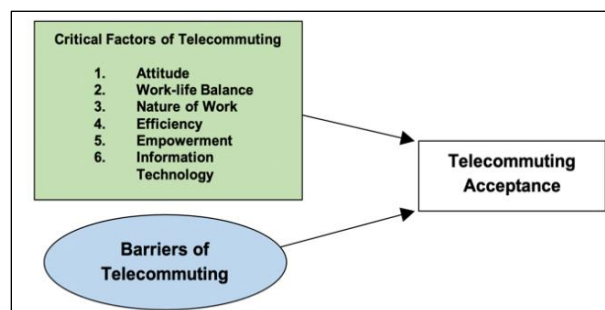 Critical Factors of Telecommuting
1. Attitude
2. Work-life Balance
3. Nature of Work
4. Efficiency
5. Empowerment
6. Information
Technology
Telecommuting
Acceptance
Barriers of
Telecommuting